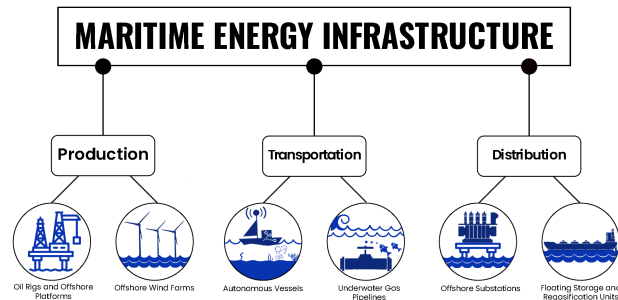 MARITIME ENERGY INFRASTRUCTURE
Production
Transportation
Distribution
Oil Rigs and Offshore
Platforms
Offshore Wind Farms
Autonomous Vessels
Underwater Gas
Pipelines
Offshore Substations
Floating Storage and
Regasification Units